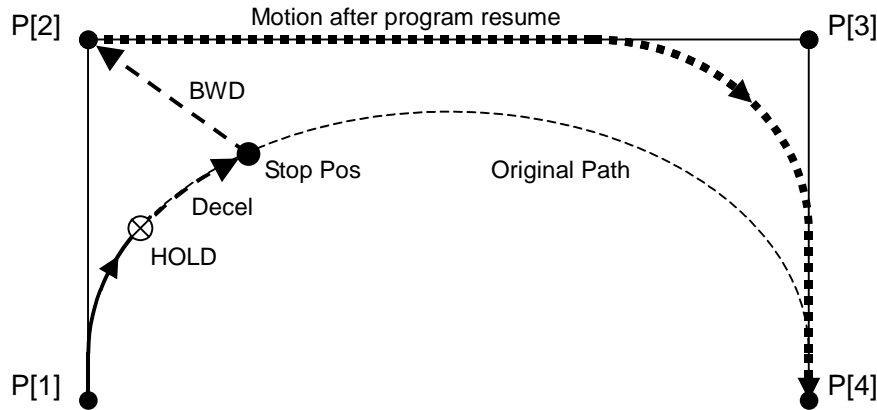 Motion after program resume
P[2]
P[3]
BWD
Stop Pos
Original Path
Decel
HOLD
P[1]
P[4]